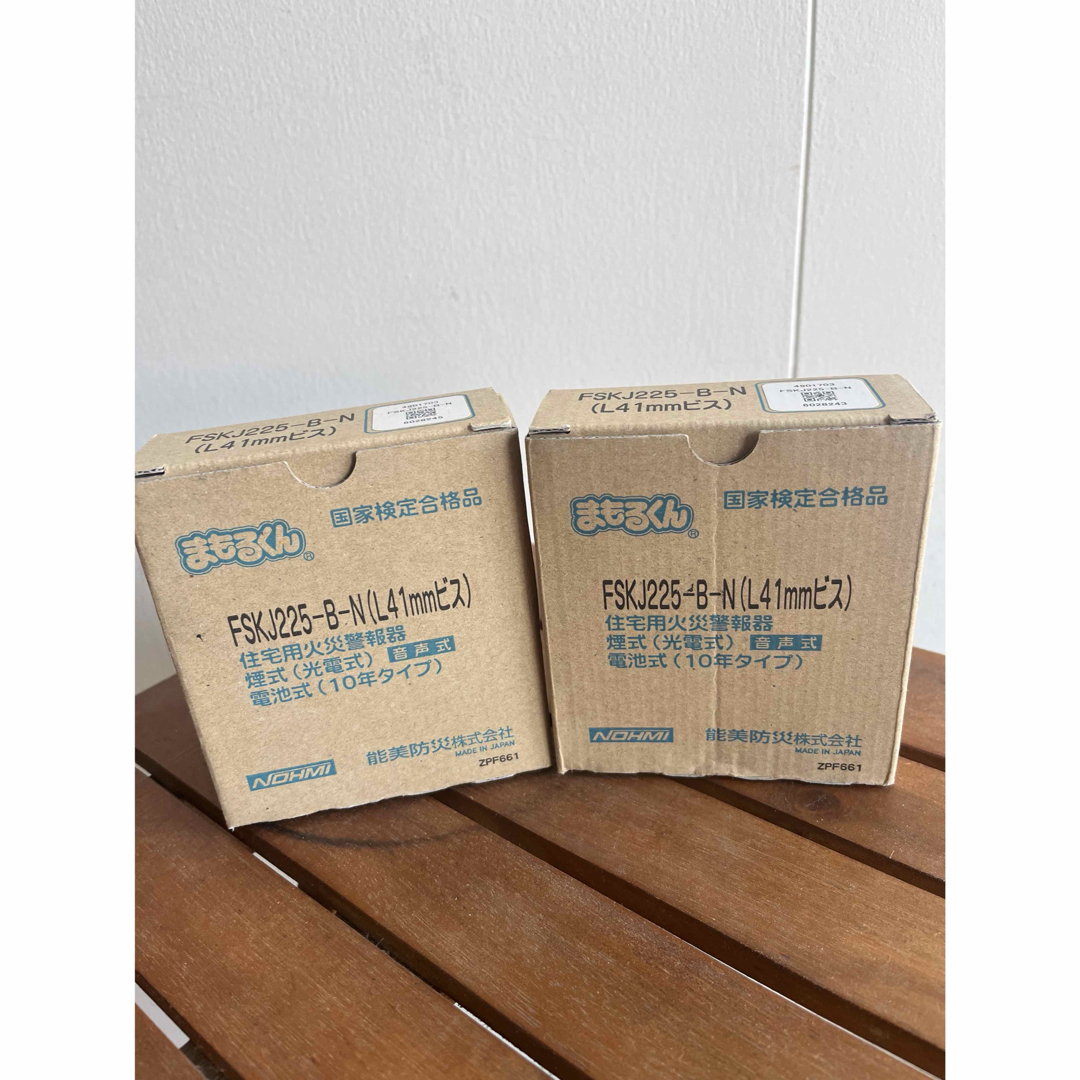 FSKJ225-B-N
(L41mmビス)
4901703
FSKJ225-B-N
6028245
まもるくん®
国家検定合格品
FSKJ225-B-N(L41mmビス)
住宅用火災警報器
煙式(光電式) 音声式
電池式(10年タイプ)
NOHMI
能美防災株式会社
MADE IN JAPAN
ZPF661
FSKJ225-B-N
(L41mmビス)
4901703
FSKJ225-B-N
6028243
まもるくん®
国家検定合格品
FSKJ225-B-N(L41mmビス)
住宅用火災警報器
煙式(光電式) 音声式
電池式(10年タイプ)
NOHMI
能美防災株式会社
MADE IN JAPAN
ZPF661